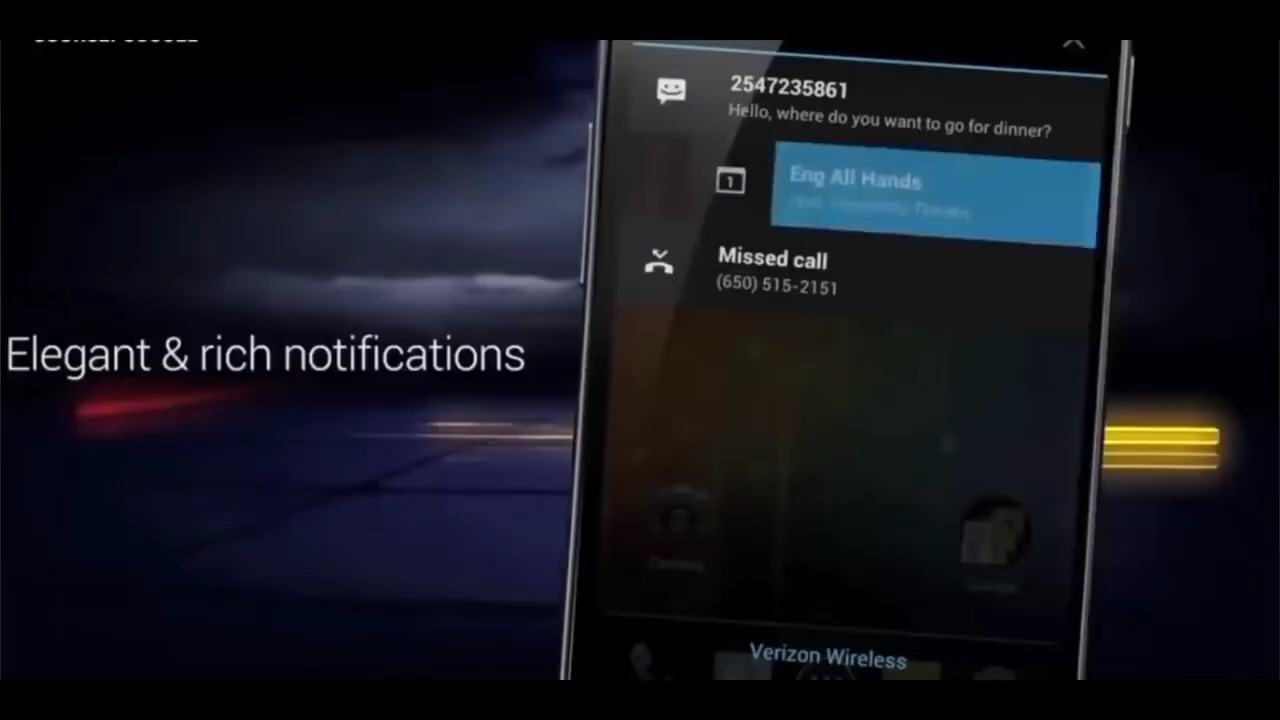 2547235861
Hello, where do you want to go for dinner?
1
Eng All Hands
Missed call
(650) 515-2151
Elegant & rich notifications
Verizon Wireless